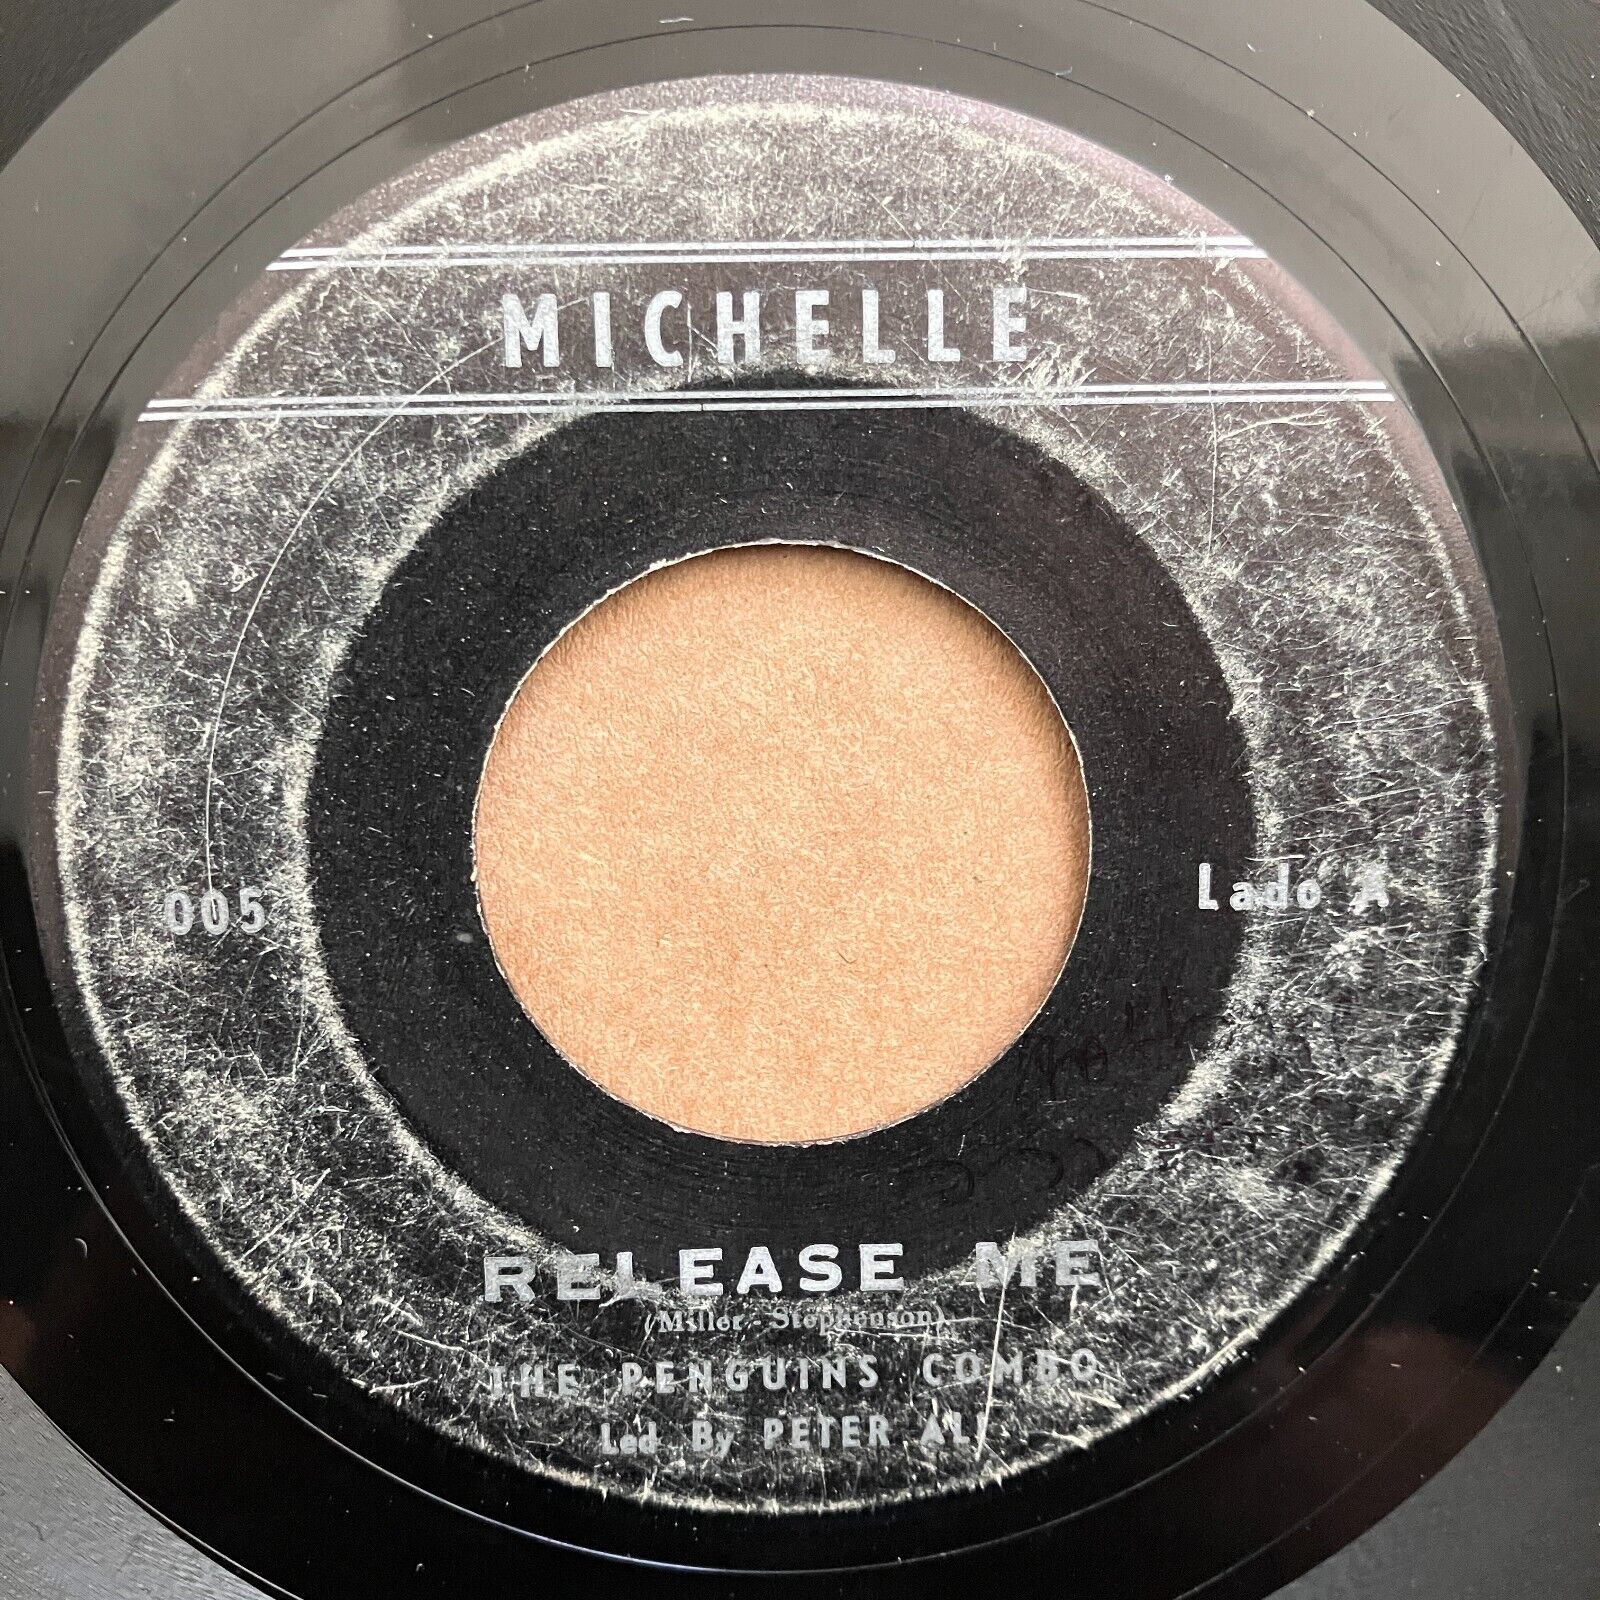 MICHELLE
005
Lado A
RELEASE ME
(Miller - Stephenson)
THE PENGUINS COMBO
Led By PETER ALI